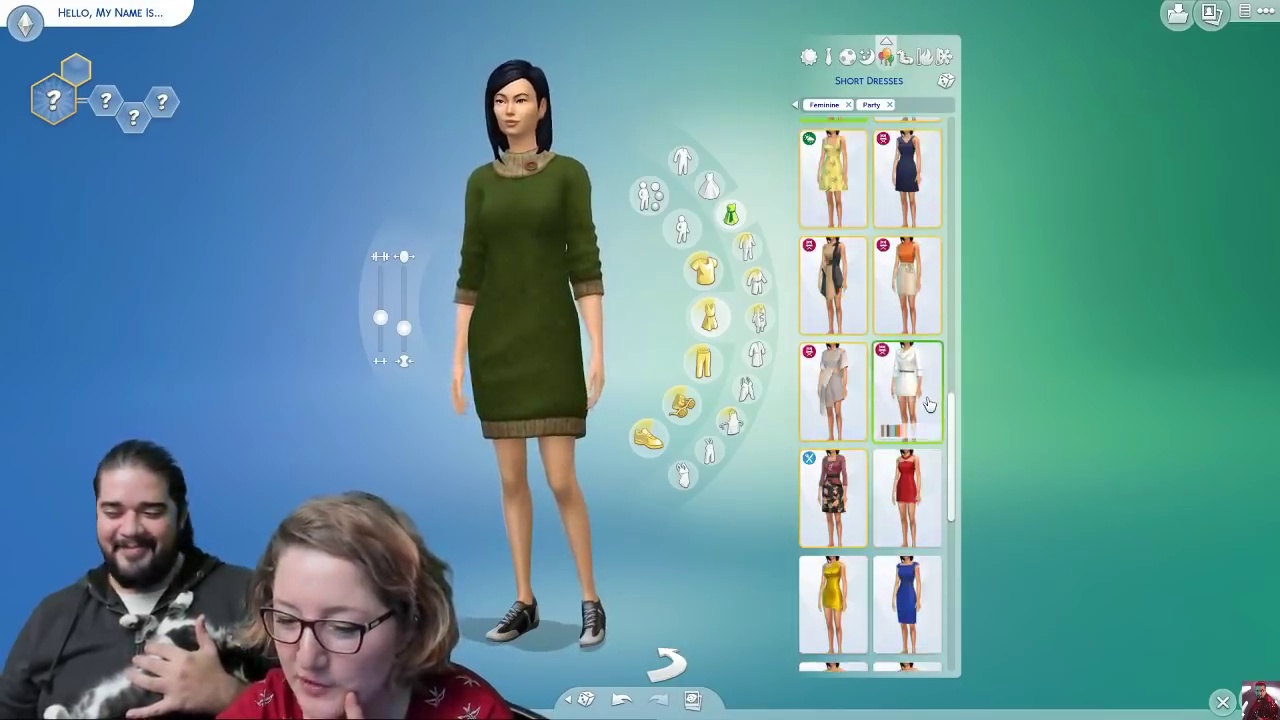 HELLO, MY NAME IS...
SHORT DRESSES
Feminine
Party
?
?
?
?